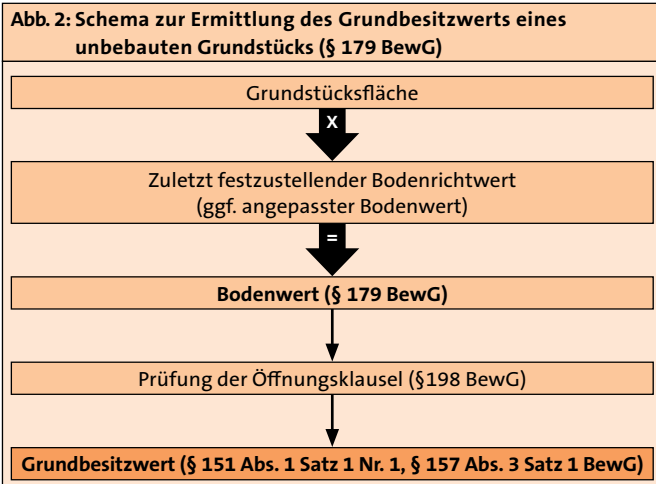 Abb. 2: Schema zur Ermittlung des Grundbesitzwerts eines
unbebauten Grundstücks (§ 179 BewG)
Grundstücksfläche
X
Zuletzt festzustellender Bodenrichtwert
(ggf. angepasster Bodenwert)
=
Bodenwert (§ 179 BewG)
Prüfung der Öffnungsklausel (§198 BewG)
Grundbesitzwert (§ 151 Abs. 1 Satz 1 Nr. 1, § 157 Abs. 3 Satz 1 BewG)